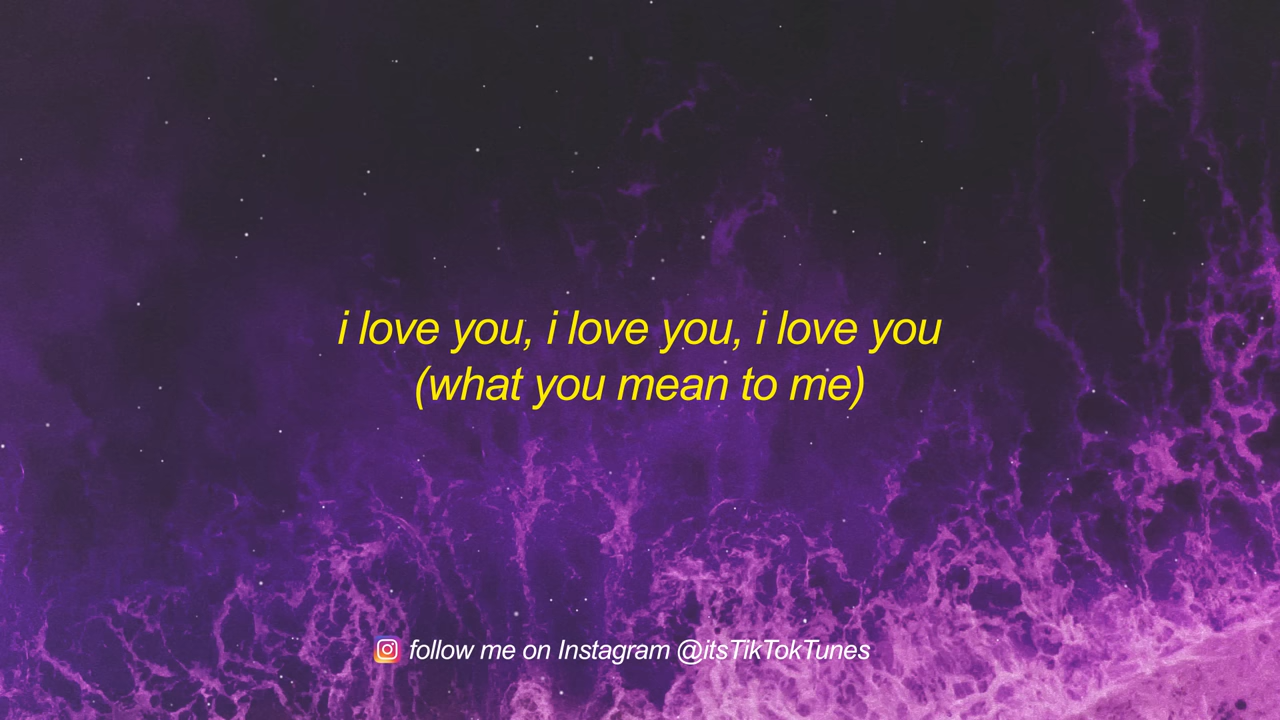 i love you, i love you, i love you
(what you mean to me)
follow me on Instagram @itsTikTokTunes